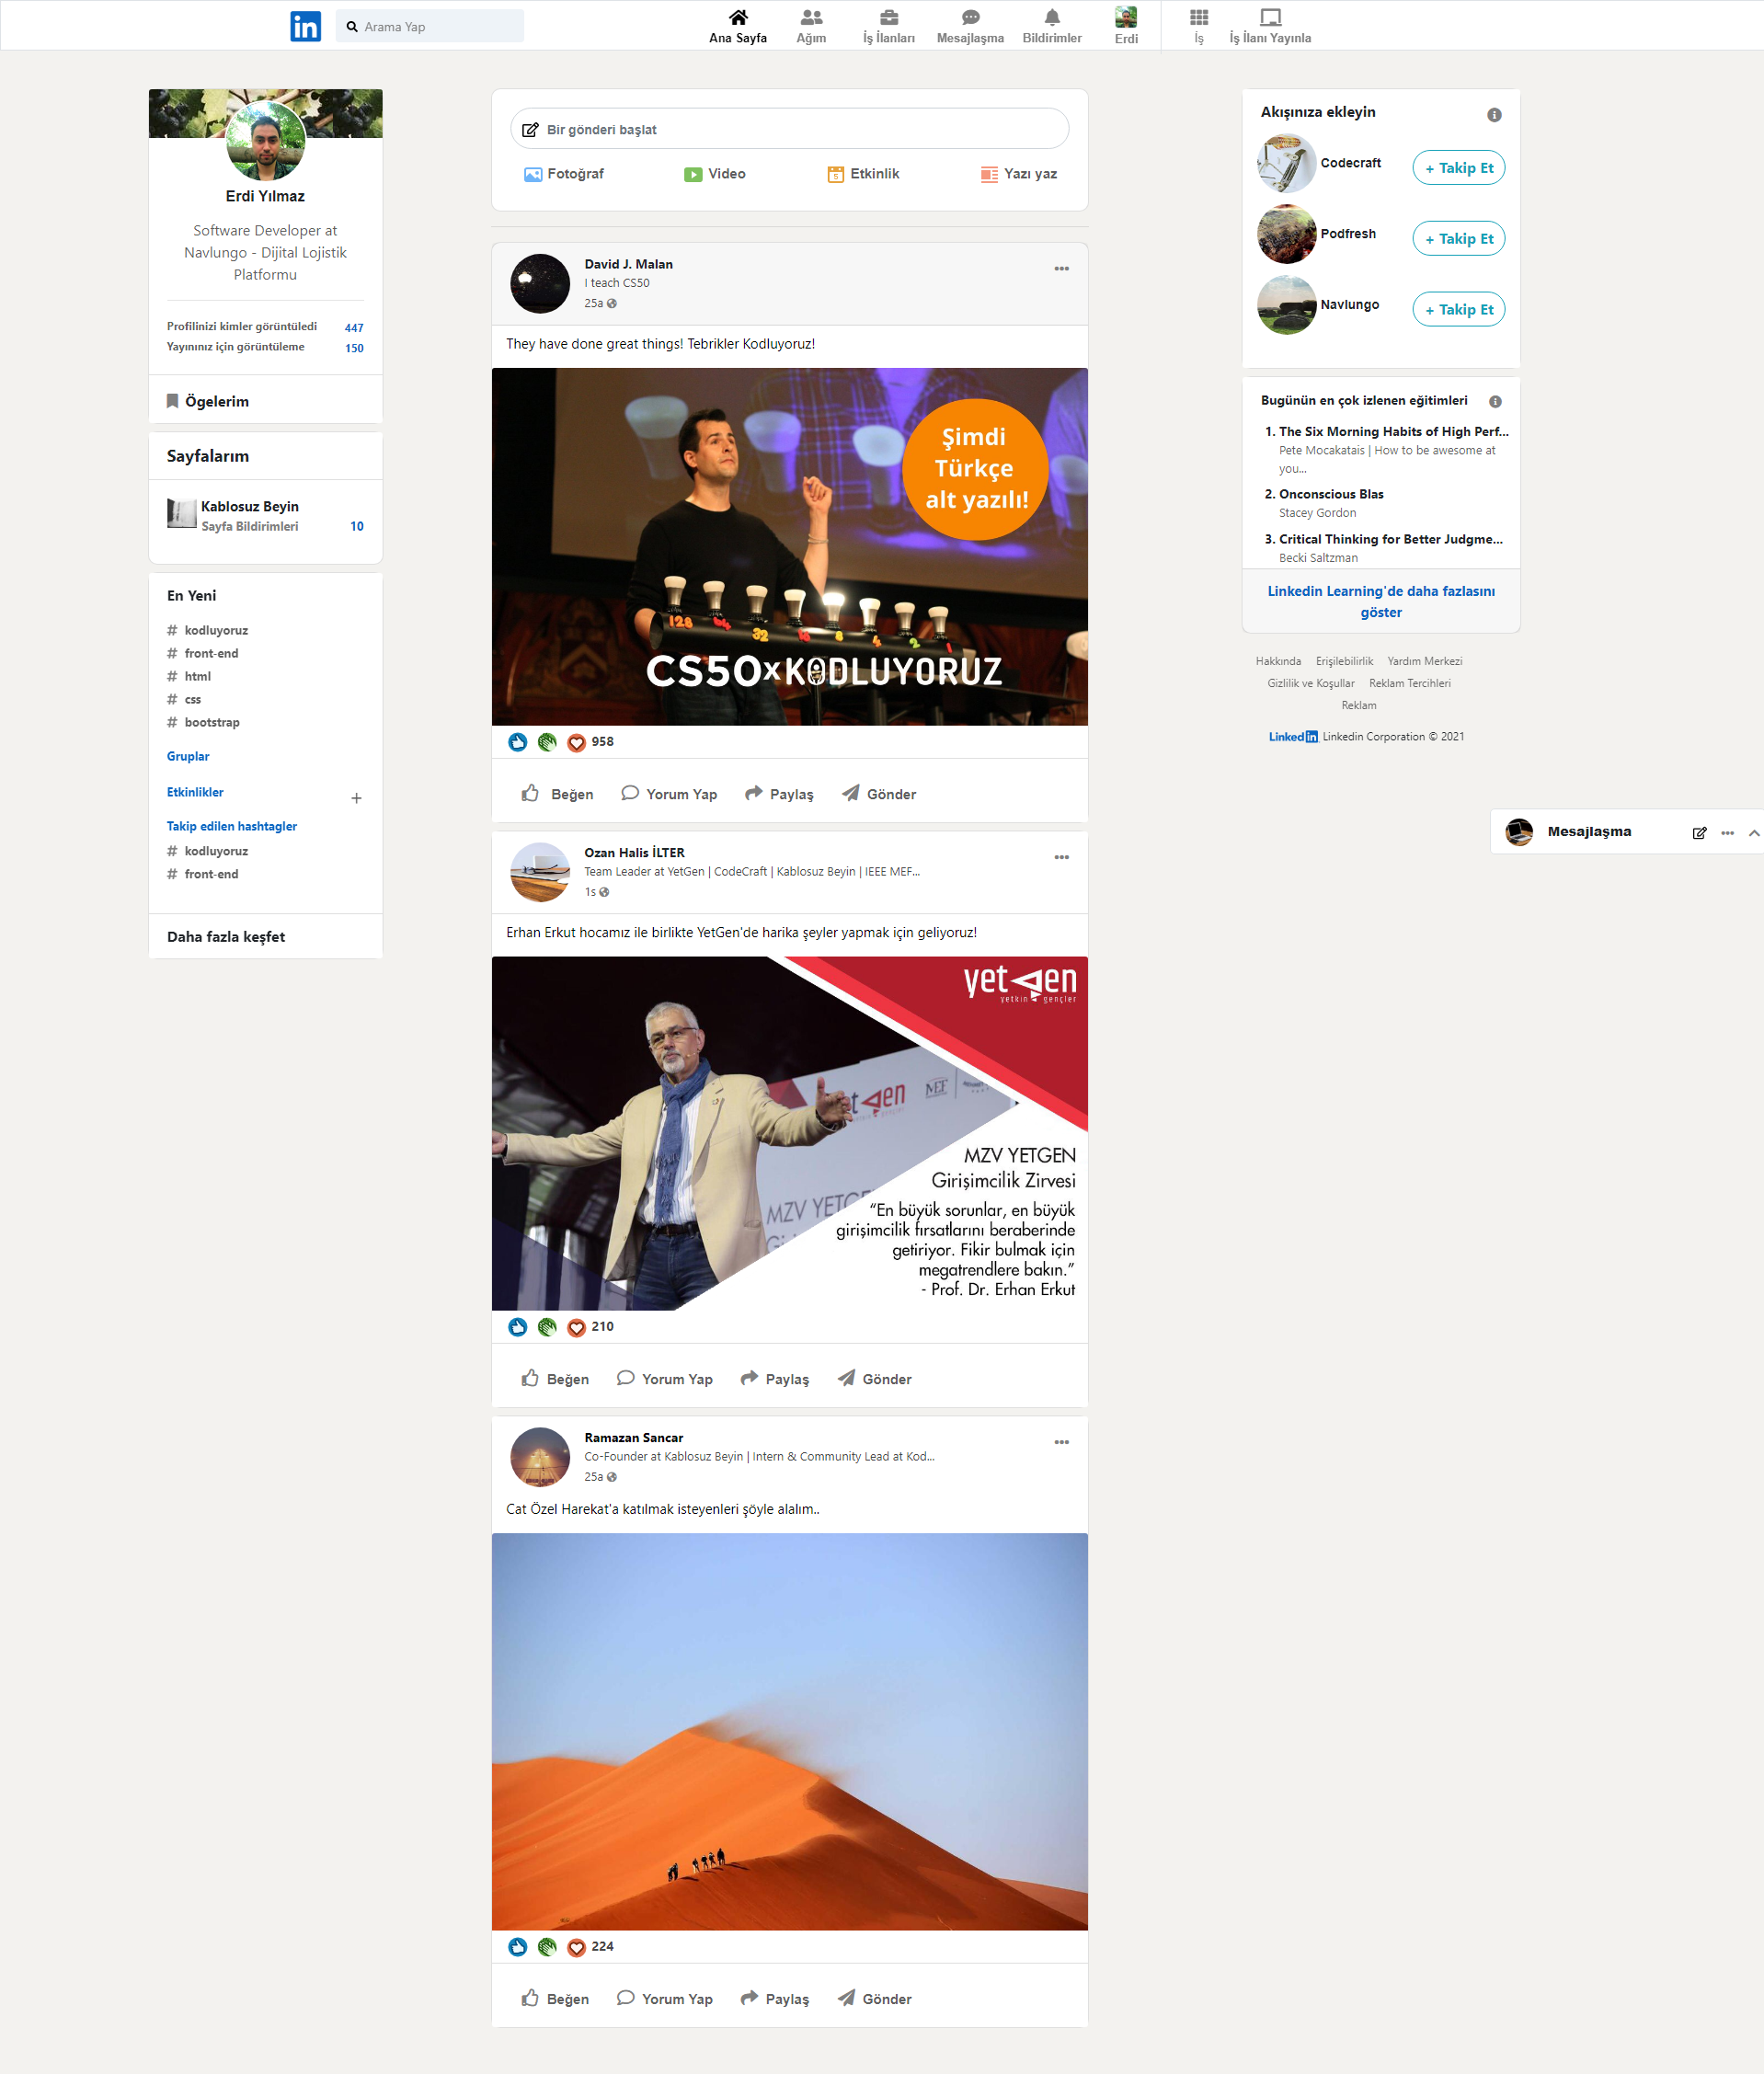 in
Arama Yap
Ana Sayfa
Ağım
İş İlanları
Mesajlaşma
Bildirimler
Erdi
İş
İş İlanı Yayınla
Erdi Yılmaz
Software Developer at
Navlungo - Dijital Lojistik
Platformu
Profilinizi kimler görüntüledi 447
Yayınınız için görüntüleme 150
Ögelerim
Sayfalarım
Kablosuz Beyin
Sayfa Bildirimleri 10
En Yeni
# kodluyoruz
# front-end
# html
# css
# bootstrap
Gruplar
Etkinlikler
Takip edilen hashtagler
# kodluyoruz
# front-end
Daha fazla keşfet
Bir gönderi başlat
Fotoğraf
Video
5
Etkinlik
Yazı yaz
David J. Malan
I teach CS50
25a
They have done great things! Tebrikler Kodluyoruz!
Şimdi
Türkçe
alt yazılı!
128 64 32 16 8 4 2 1
CS50xKODLUYORUZ
958
Beğen Yorum Yap Paylaş Gönder
Ozan Halis İLTER
Team Leader at YetGen | CodeCraft | Kablosuz Beyin | IEEE MEF...
1s
Erhan Erkut hocamız ile birlikte YetGen'de harika şeyler yapmak için geliyoruz!
yetgen
yetkin gençler
MEF
MZV YETGEN
Girişimcilik Zirvesi
“En büyük sorunlar, en büyük
girişimcilik fırsatlarını beraberinde
getiriyor. Fikir bulmak için
megatrendlere bakın.”
- Prof. Dr. Erhan Erkut
210
Beğen Yorum Yap Paylaş Gönder
Ramazan Sancar
Co-Founder at Kablosuz Beyin | Intern & Community Lead at Kod...
25a
Cat Özel Harekat'a katılmak isteyenleri şöyle alalım..
224
Beğen Yorum Yap Paylaş Gönder
Akışınıza ekleyin
Codecraft
+ Takip Et
Podfresh
+ Takip Et
Navlungo
+ Takip Et
Bugünün en çok izlenen eğitimleri
1. The Six Morning Habits of High Perf...
Pete Mocakatais | How to be awesome at
you...
2. Onconscious Blas
Stacey Gordon
3. Critical Thinking for Better Judgme...
Becki Saltzman
Linkedin Learning'de daha fazlasını
göster
Hakkında Erişilebilirlik Yardım Merkezi
Gizlilik ve Koşullar Reklam Tercihleri
Reklam
Linkedin Linkedin Corporation © 2021
Mesajlaşma